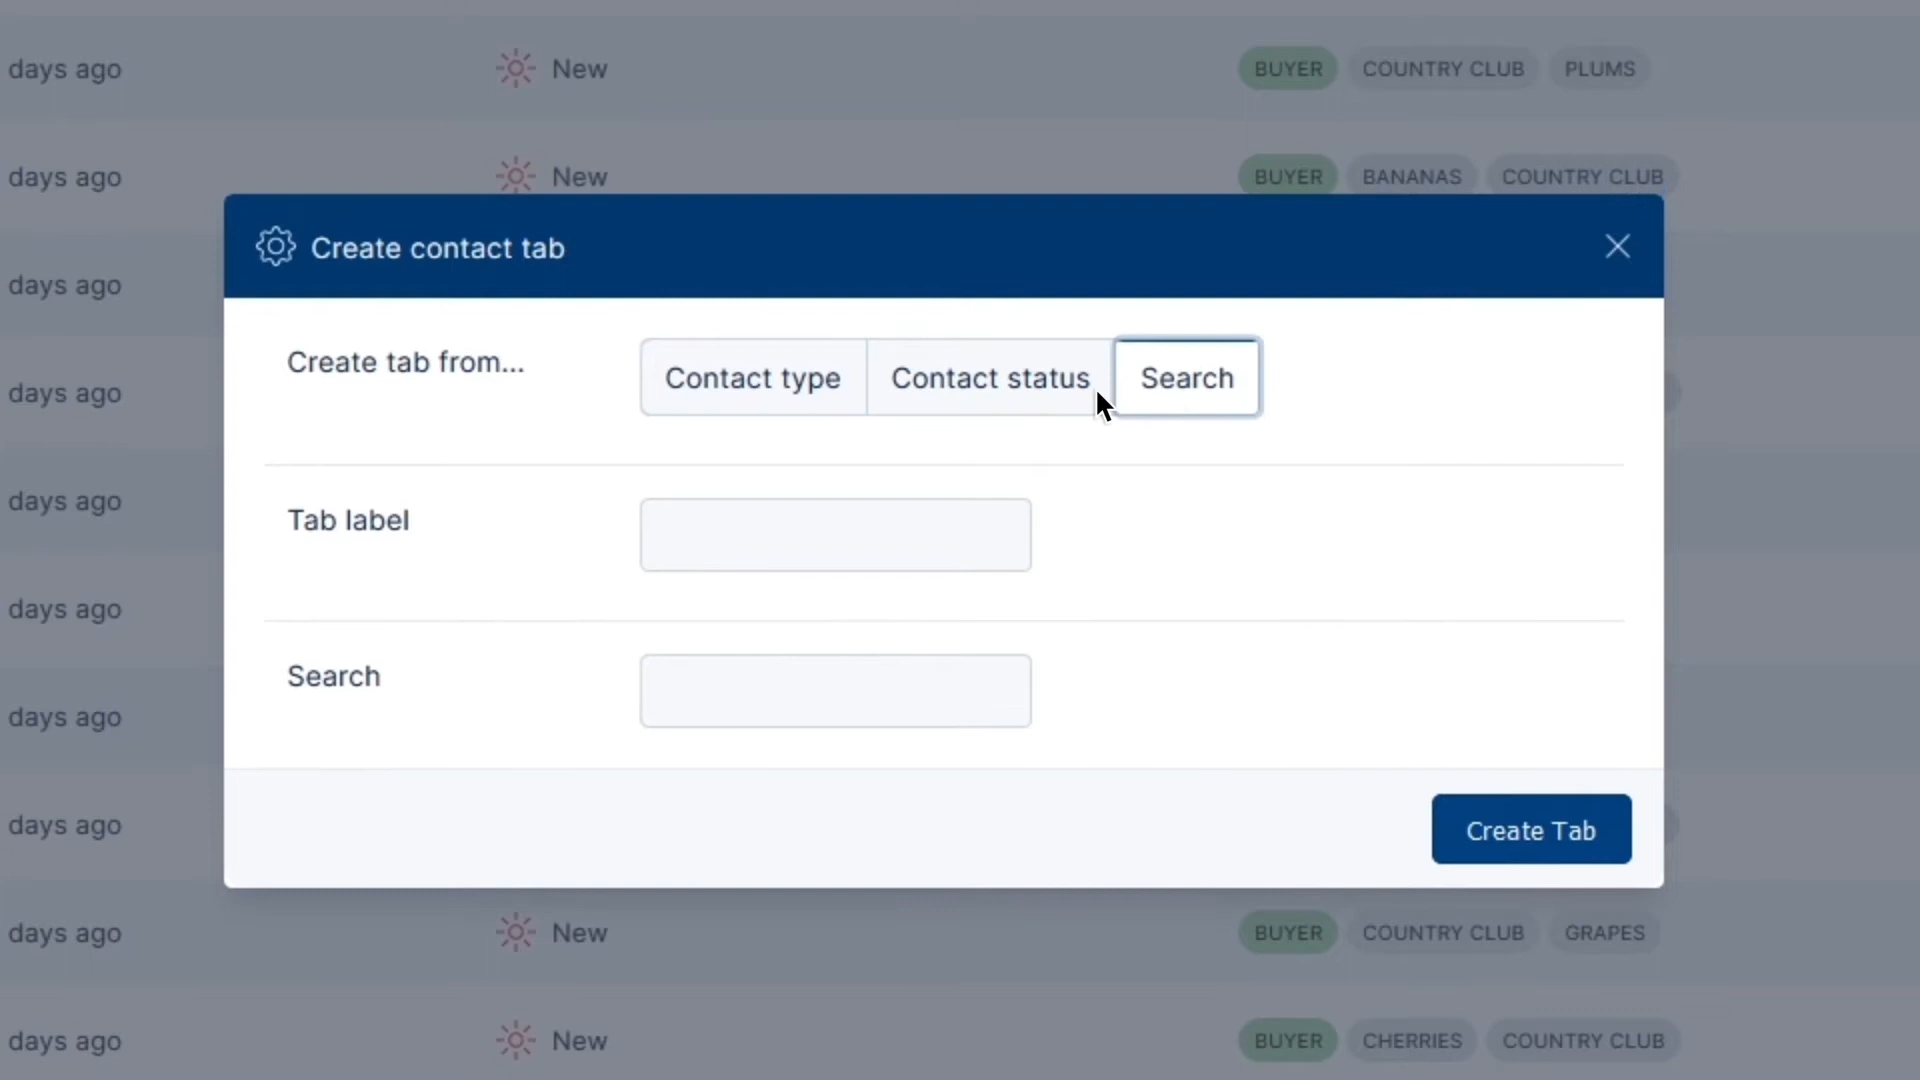 days ago New BUYER COUNTRY CLUB PLUMS
days ago New BUYER BANANAS COUNTRY CLUB
Create contact tab
days ago
Create tab from... Contact type Contact status Search
days ago
days ago
Tab label
days ago
Search
days ago
days ago
Create Tab
days ago New BUYER COUNTRY CLUB GRAPES
days ago New BUYER CHERRIES COUNTRY CLUB